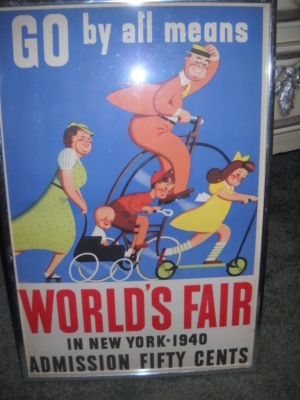 GO by all means
WORLD'S FAIR
IN NEW YORK·1940
ADMISSION FIFTY CENTS